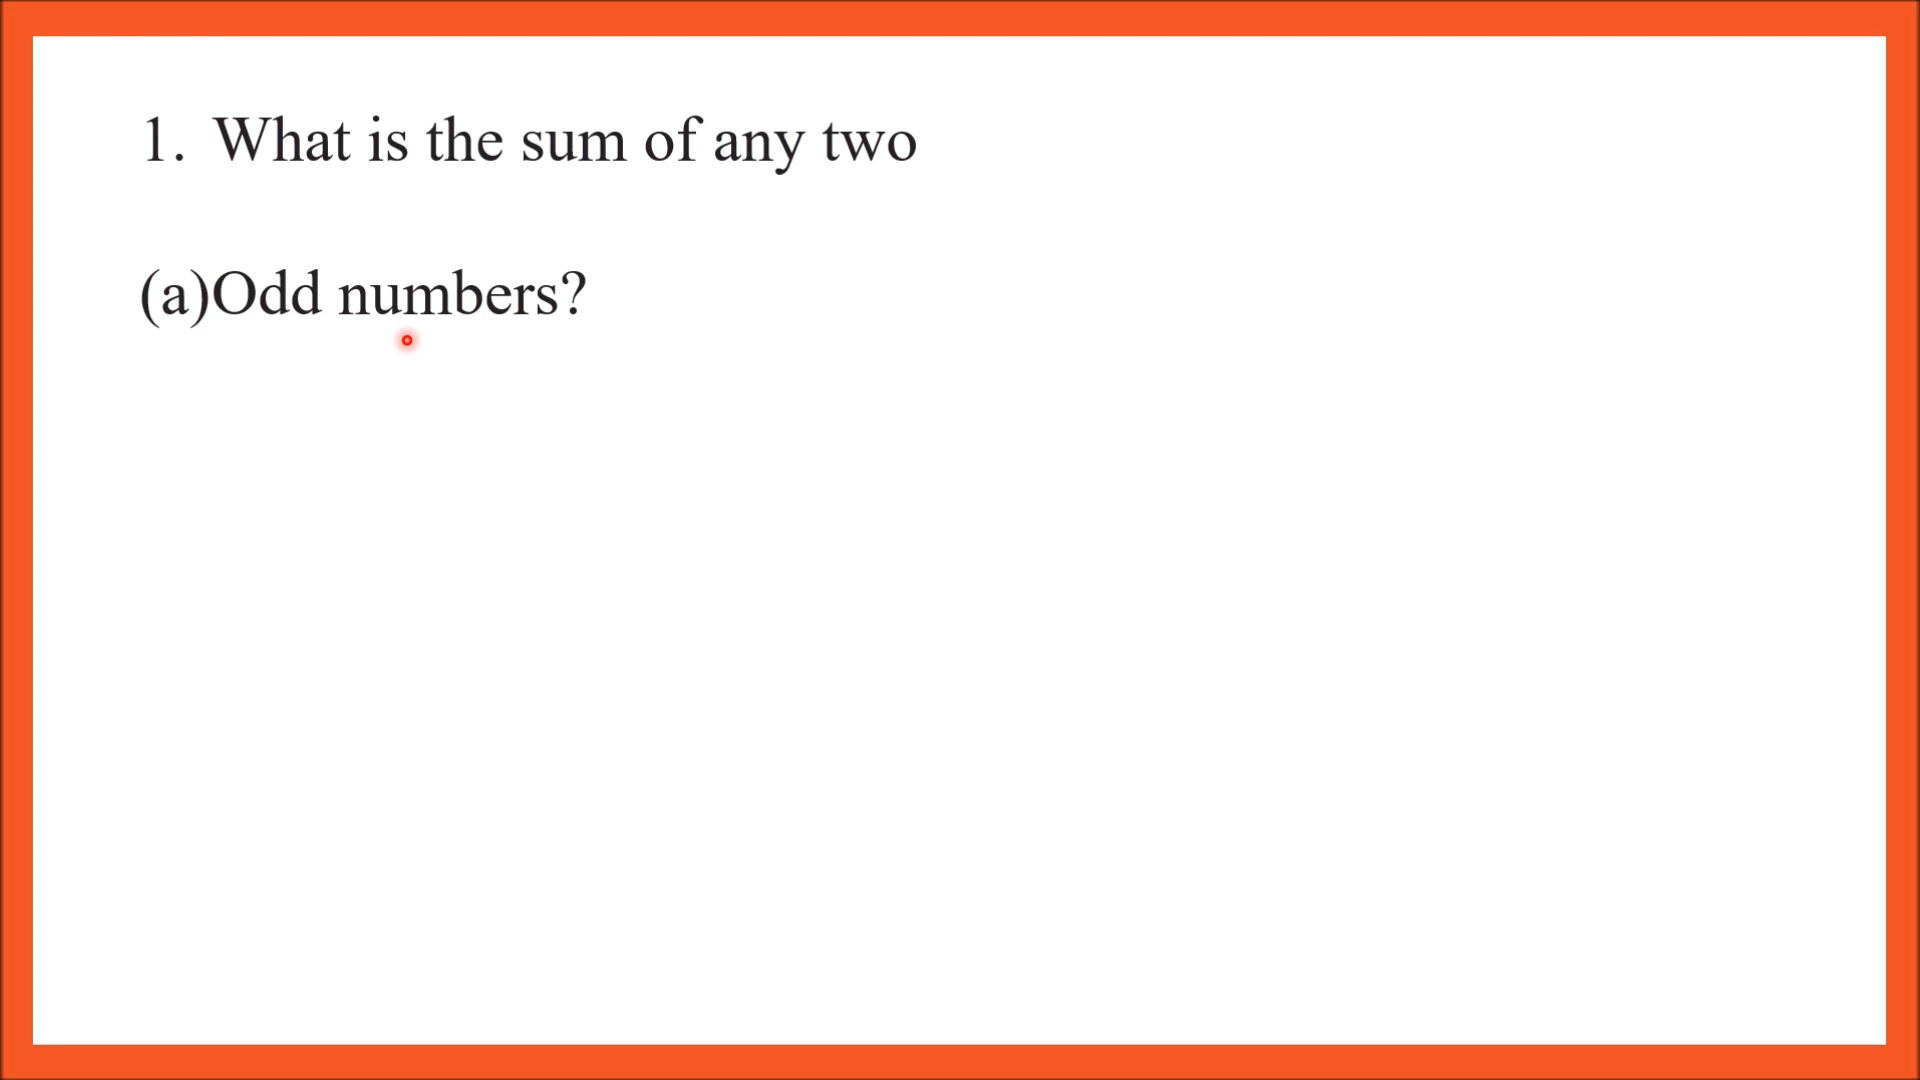 1. What is the sum of any two
(a)Odd numbers?